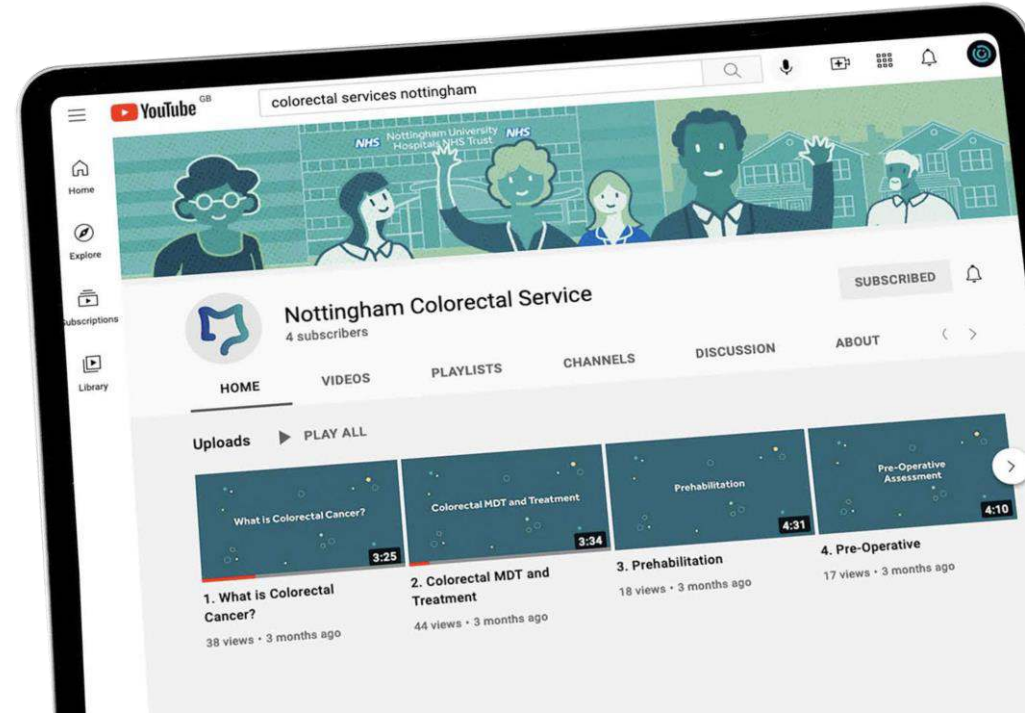 YouTube GB
colorectal services nottingham
Home
Explore
Subscriptions
Library
NHS Nottingham University NHS
Hospitals NHS Trust
Nottingham Colorectal Service
4 subscribers
SUBSCRIBED
HOME VIDEOS PLAYLISTS CHANNELS DISCUSSION ABOUT
Uploads PLAY ALL
What is Colorectal Cancer?
3:25
1. What is Colorectal
Cancer?
38 views • 3 months ago
Colorectal MDT and Treatment
3:34
2. Colorectal MDT and
Treatment
44 views • 3 months ago
Prehabilitation
4:31
3. Prehabilitation
18 views • 3 months ago
Pre-Operative
Assessment
4:10
4. Pre-Operative
17 views • 3 months ago